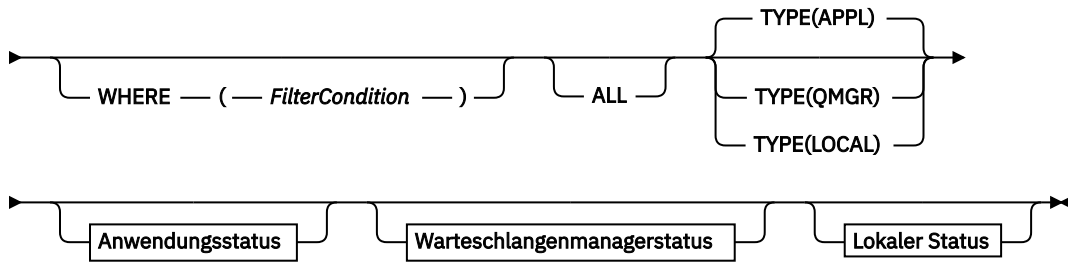 TYPE(APPL)
WHERE ( FilterCondition ) ALL TYPE(QMGR)
TYPE(LOCAL)
Anwendungsstatus Warteschlangenmanagerstatus Lokaler Status